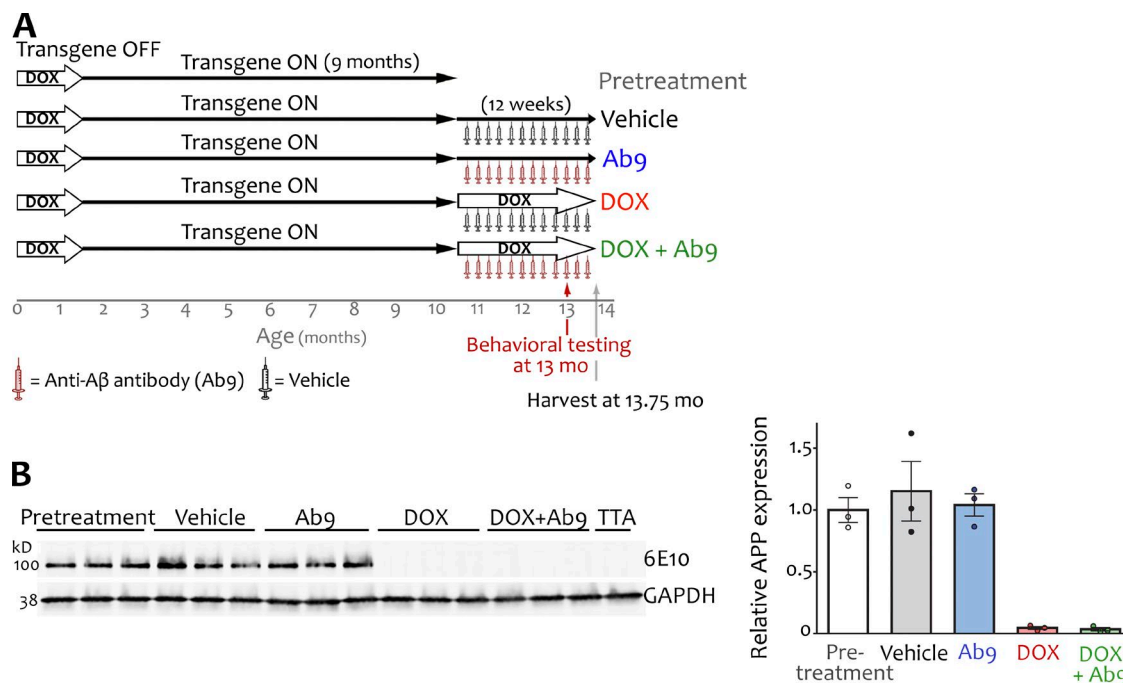 A
Transgene OFF
DOX Transgene ON (9 months) Pretreatment
DOX Transgene ON (12 weeks) Vehicle
DOX Transgene ON Ab9
DOX Transgene ON DOX DOX
DOX Transgene ON DOX DOX + Ab9
0 1 2 3 4 5 6 7 8 9 10 11 12 13 14
Age (months)
Behavioral testing
at 13 mo
= Anti-Aβ antibody (Ab9) = Vehicle
Harvest at 13.75 mo
B
Pretreatment Vehicle Ab9 DOX DOX+Ab9 TTA
kD
100 6E10
38 GAPDH
Relative APP expression
1.5
1.0
0.5
0
Pre-
treatment
Vehicle
Ab9
DOX
DOX
+ Ab9